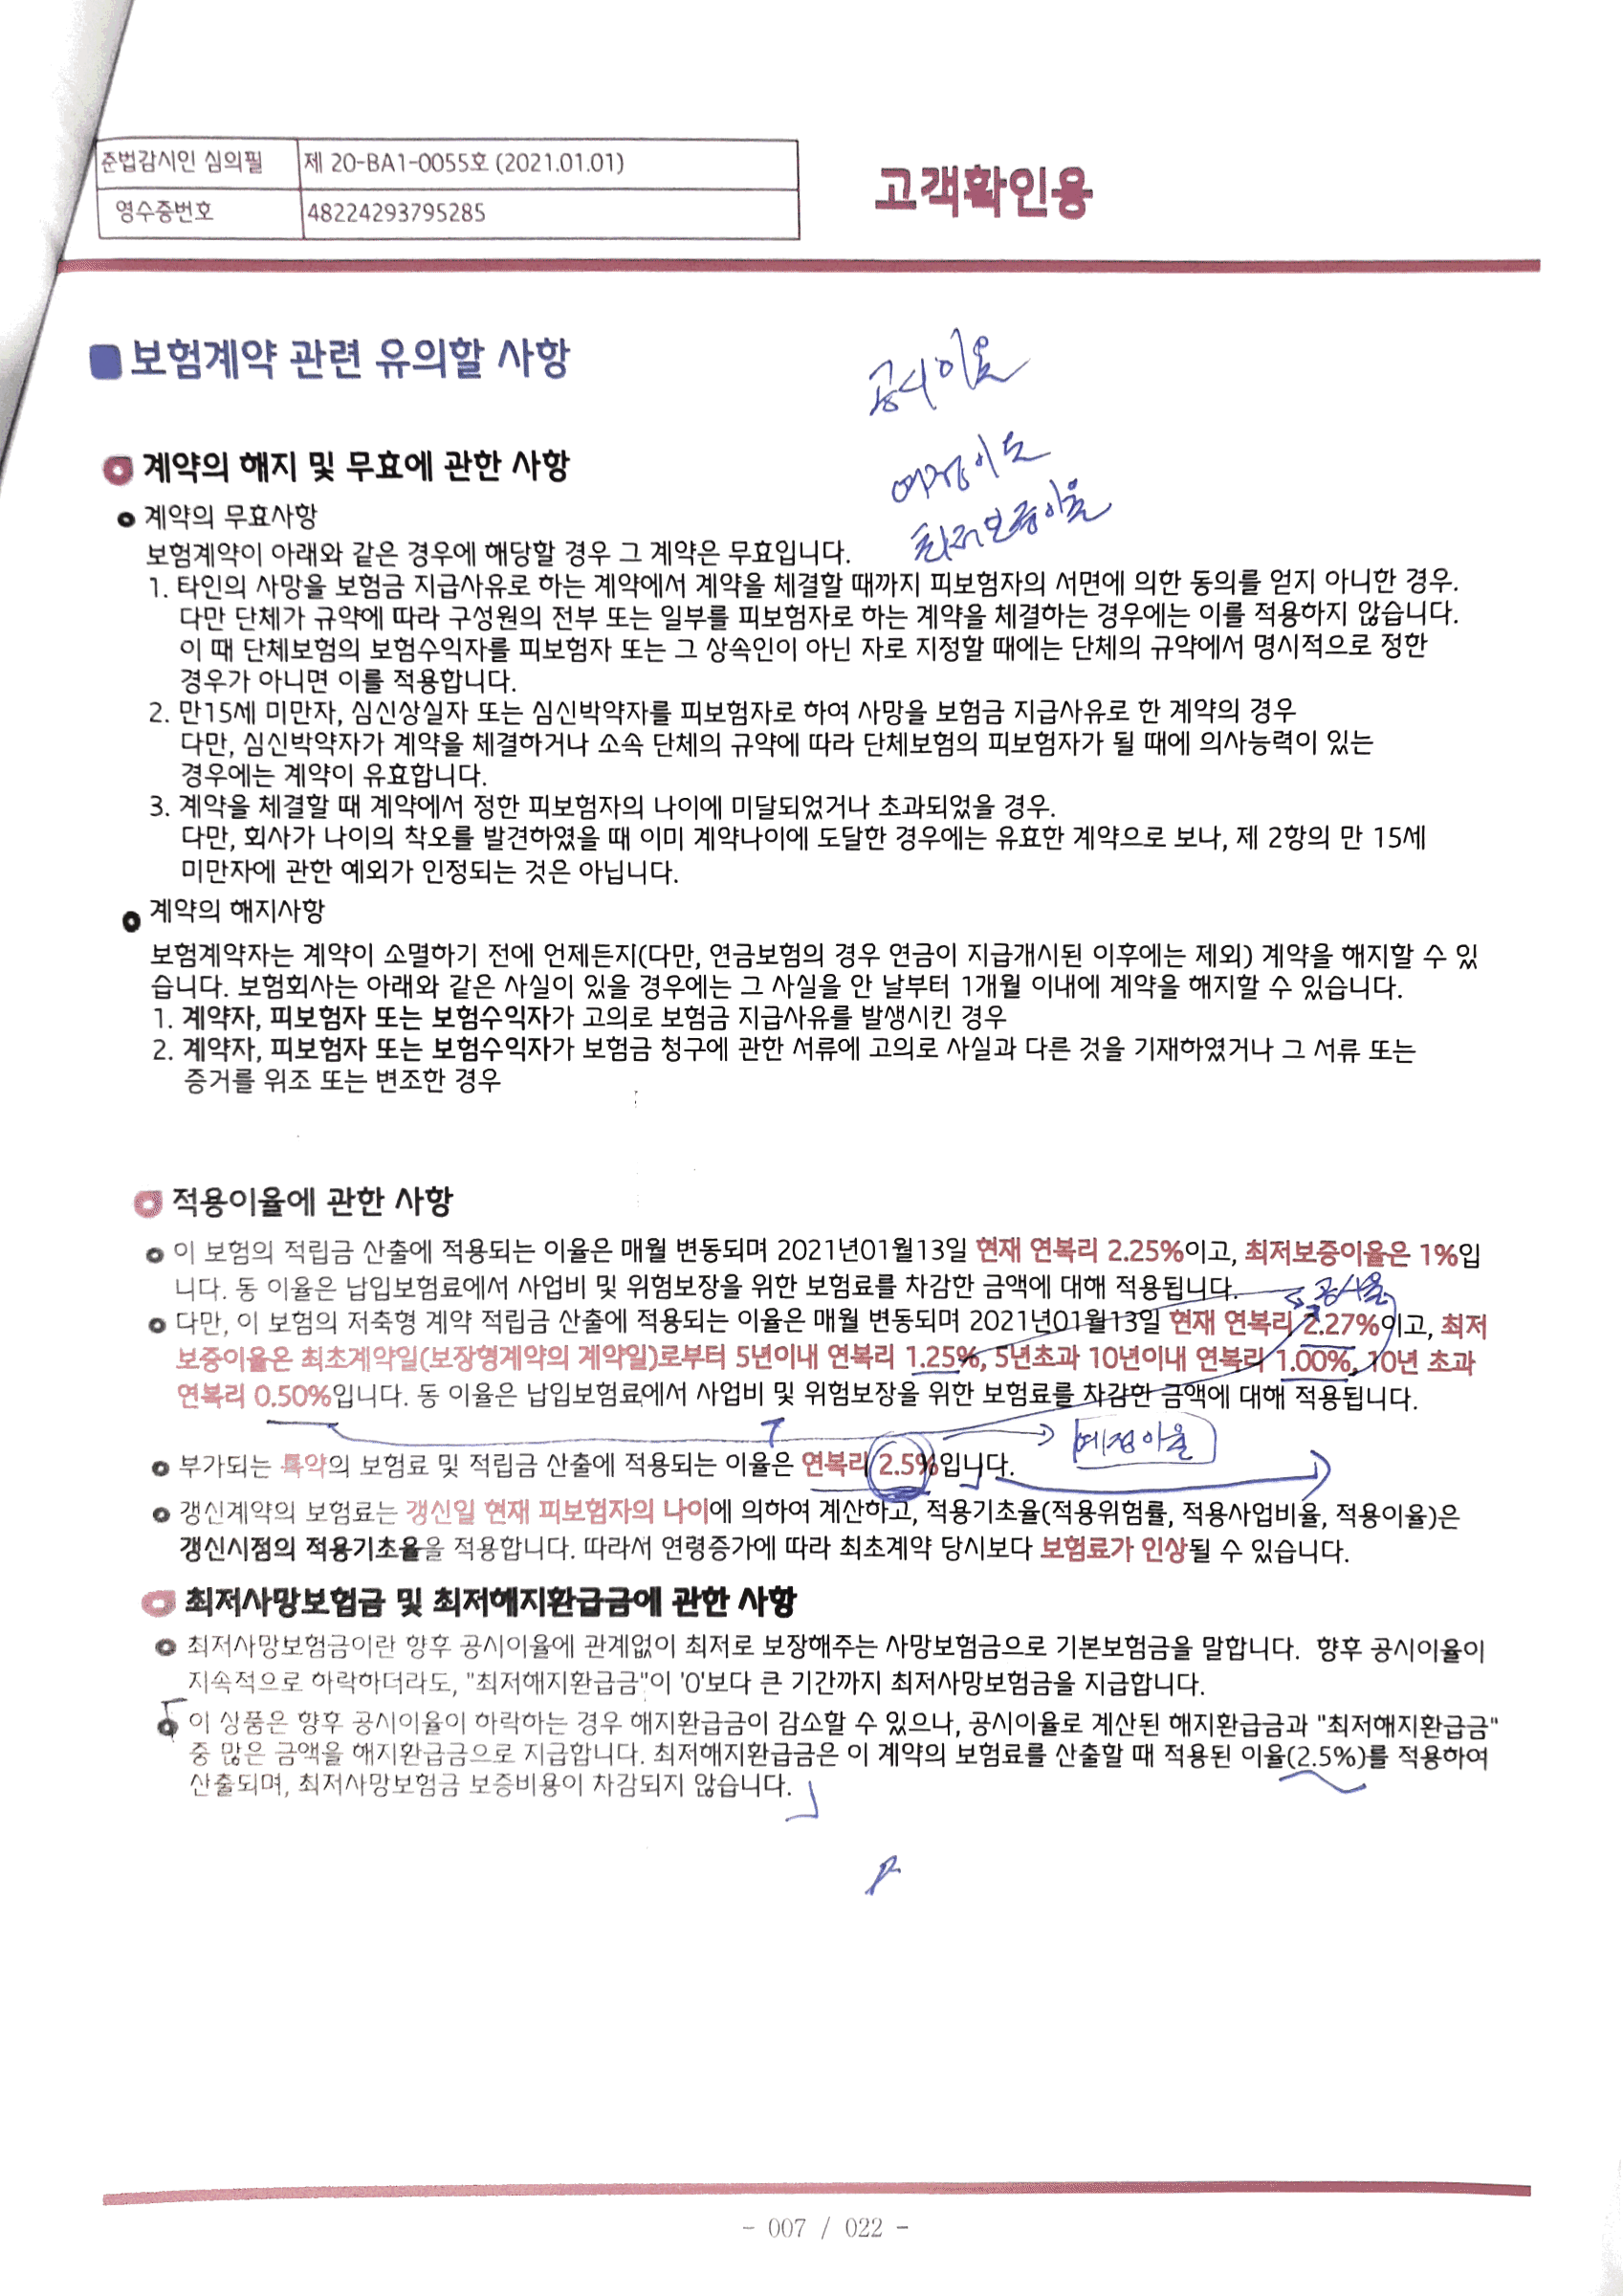 준법감시인 심의필 제 20-BA1-0055호 (2021.01.01)
영수증번호 48224293795285
고객확인용
보험계약 관련 유의할 사항
공시이율
예정이율
최저보증이율
계약의 해지 및 무효에 관한 사항
계약의 무효사항
보험계약이 아래와 같은 경우에 해당할 경우 그 계약은 무효입니다.
1. 타인의 사망을 보험금 지급사유로 하는 계약에서 계약을 체결할 때까지 피보험자의 서면에 의한 동의를 얻지 아니한 경우.
다만 단체가 규약에 따라 구성원의 전부 또는 일부를 피보험자로 하는 계약을 체결하는 경우에는 이를 적용하지 않습니다.
이 때 단체보험의 보험수익자를 피보험자 또는 그 상속인이 아닌 자로 지정할 때에는 단체의 규약에서 명시적으로 정한
경우가 아니면 이를 적용합니다.
2. 만15세 미만자, 심신상실자 또는 심신박약자를 피보험자로 하여 사망을 보험금 지급사유로 한 계약의 경우
다만, 심신박약자가 계약을 체결하거나 소속 단체의 규약에 따라 단체보험의 피보험자가 될 때에 의사능력이 있는
경우에는 계약이 유효합니다.
3. 계약을 체결할 때 계약에서 정한 피보험자의 나이에 미달되었거나 초과되었을 경우.
다만, 회사가 나이의 착오를 발견하였을 때 이미 계약나이에 도달한 경우에는 유효한 계약으로 보나, 제 2항의 만 15세
미만자에 관한 예외가 인정되는 것은 아닙니다.
계약의 해지사항
보험계약자는 계약이 소멸하기 전에 언제든지(다만, 연금보험의 경우 연금이 지급개시된 이후에는 제외) 계약을 해지할 수 있
습니다. 보험회사는 아래와 같은 사실이 있을 경우에는 그 사실을 안 날부터 1개월 이내에 계약을 해지할 수 있습니다.
1. 계약자, 피보험자 또는 보험수익자가 고의로 보험금 지급사유를 발생시킨 경우
2. 계약자, 피보험자 또는 보험수익자가 보험금 청구에 관한 서류에 고의로 사실과 다른 것을 기재하였거나 그 서류 또는
증거를 위조 또는 변조한 경우
적용이율에 관한 사항
이 보험의 적립금 산출에 적용되는 이율은 매월 변동되며 2021년01월13일 현재 연복리 2.25%이고, 최저보증이율은 1%입
니다. 동 이율은 납입보험료에서 사업비 및 위험보장을 위한 보험료를 차감한 금액에 대해 적용됩니다.
공시율
다만, 이 보험의 저축형 계약 적립금 산출에 적용되는 이율은 매월 변동되며 2021년01월13일 현재 연복리 2.27%이고, 최저
보증이율은 최초계약일(보장형계약의 계약일)로부터 5년이내 연복리 1.25%, 5년초과 10년이내 연복리 1.00%, 10년 초과
연복리 0.50%입니다. 동 이율은 납입보험료에서 사업비 및 위험보장을 위한 보험료를 차감한 금액에 대해 적용됩니다.
예정이율
부가되는 특약의 보험료 및 적립금 산출에 적용되는 이율은 연복리 2.5%입니다.
갱신계약의 보험료는 갱신일 현재 피보험자의 나이에 의하여 계산하고, 적용기초율(적용위험률, 적용사업비율, 적용이율)은
갱신시점의 적용기초율을 적용합니다. 따라서 연령증가에 따라 최초계약 당시보다 보험료가 인상될 수 있습니다.
최저사망보험금 및 최저해지환급금에 관한 사항
최저사망보험금이란 향후 공시이율에 관계없이 최저로 보장해주는 사망보험금으로 기본보험금을 말합니다. 향후 공시이율이
지속적으로 하락하더라도, "최저해지환급금"이 '0'보다 큰 기간까지 최저사망보험금을 지급합니다.
이 상품은 향후 공시이율이 하락하는 경우 해지환급금이 감소할 수 있으나, 공시이율로 계산된 해지환급금과 "최저해지환급금"
중 많은 금액을 해지환급금으로 지급합니다. 최저해지환급금은 이 계약의 보험료를 산출할 때 적용된 이율(2.5%)를 적용하여
산출되며, 최저사망보험금 보증비용이 차감되지 않습니다.
- 007 / 022 -